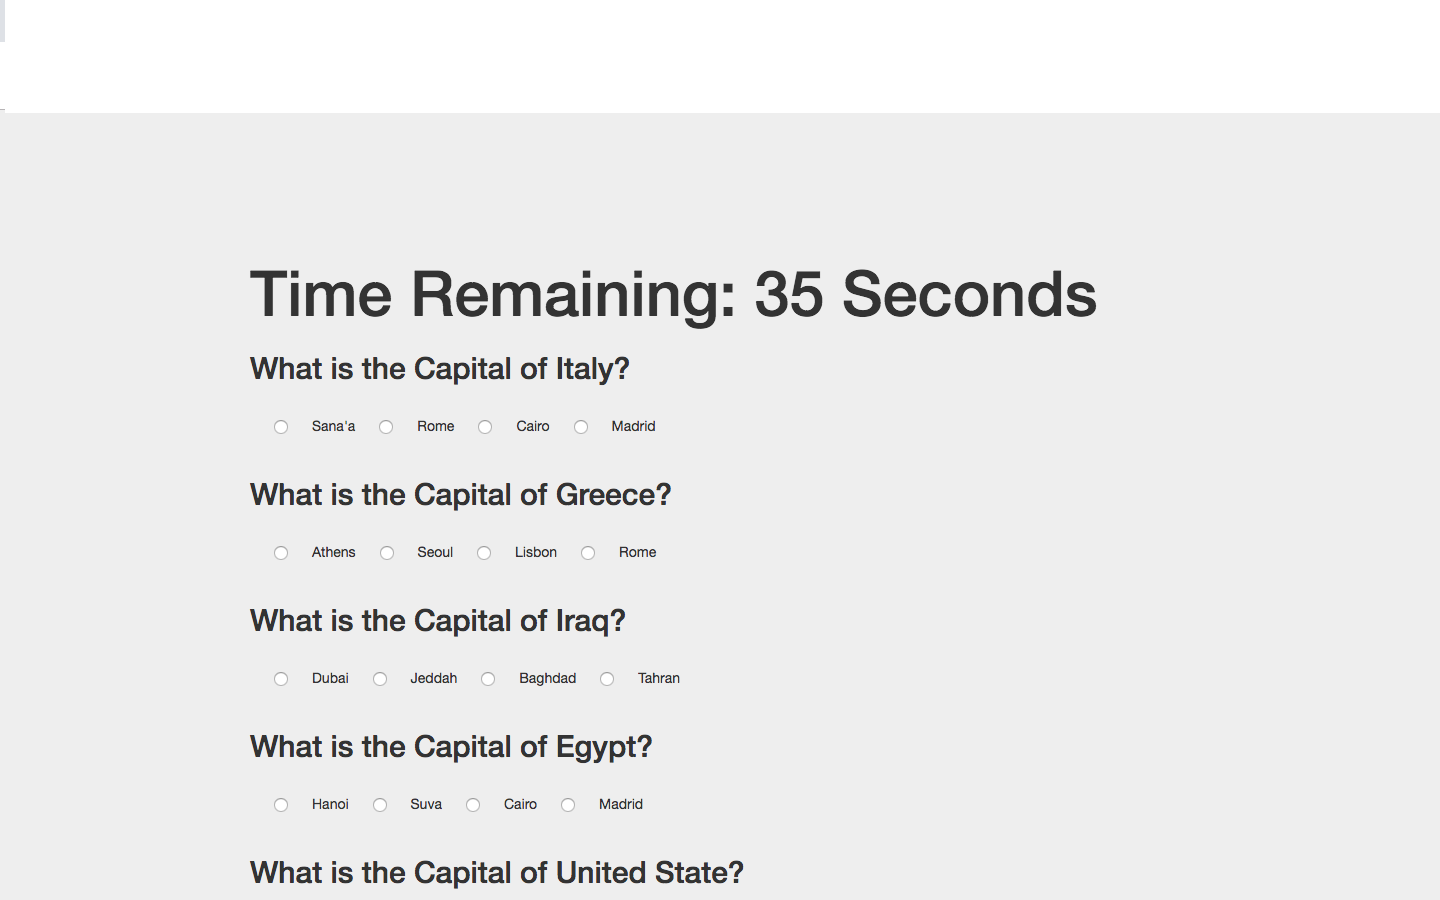 Time Remaining: 35 Seconds
What is the Capital of Italy?
Sana'a Rome Cairo Madrid
What is the Capital of Greece?
Athens Seoul Lisbon Rome
What is the Capital of Iraq?
Dubai Jeddah Baghdad Tahran
What is the Capital of Egypt?
Hanoi Suva Cairo Madrid
What is the Capital of United State?